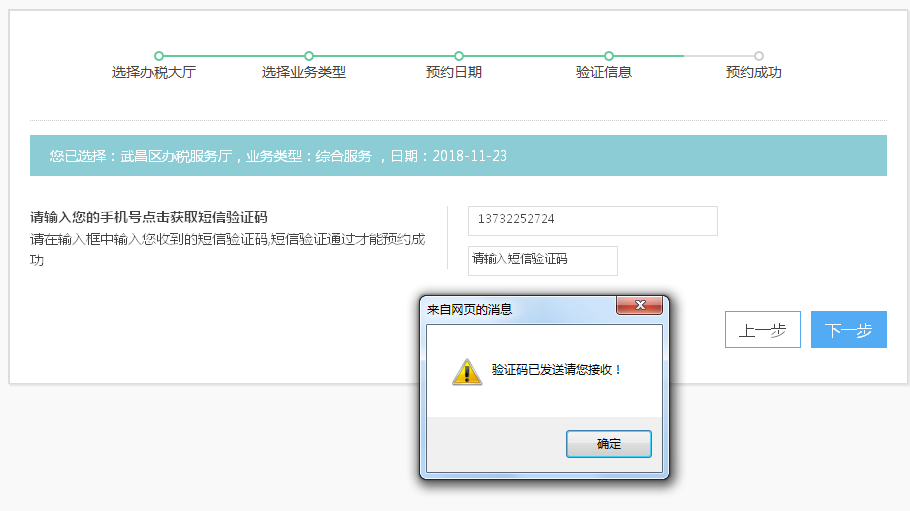 选择办税大厅
选择业务类型
预约日期
验证信息
预约成功
您已选择：武昌区办税服务厅，业务类型：综合服务 ，日期：2018-11-23
请输入您的手机号点击获取短信验证码
请在输入框中输入您收到的短信验证码,短信验证通过才能预约成
功
13732252724
请输入短信验证码
上一步
下一步
来自网页的消息
验证码已发送请您接收！
确定